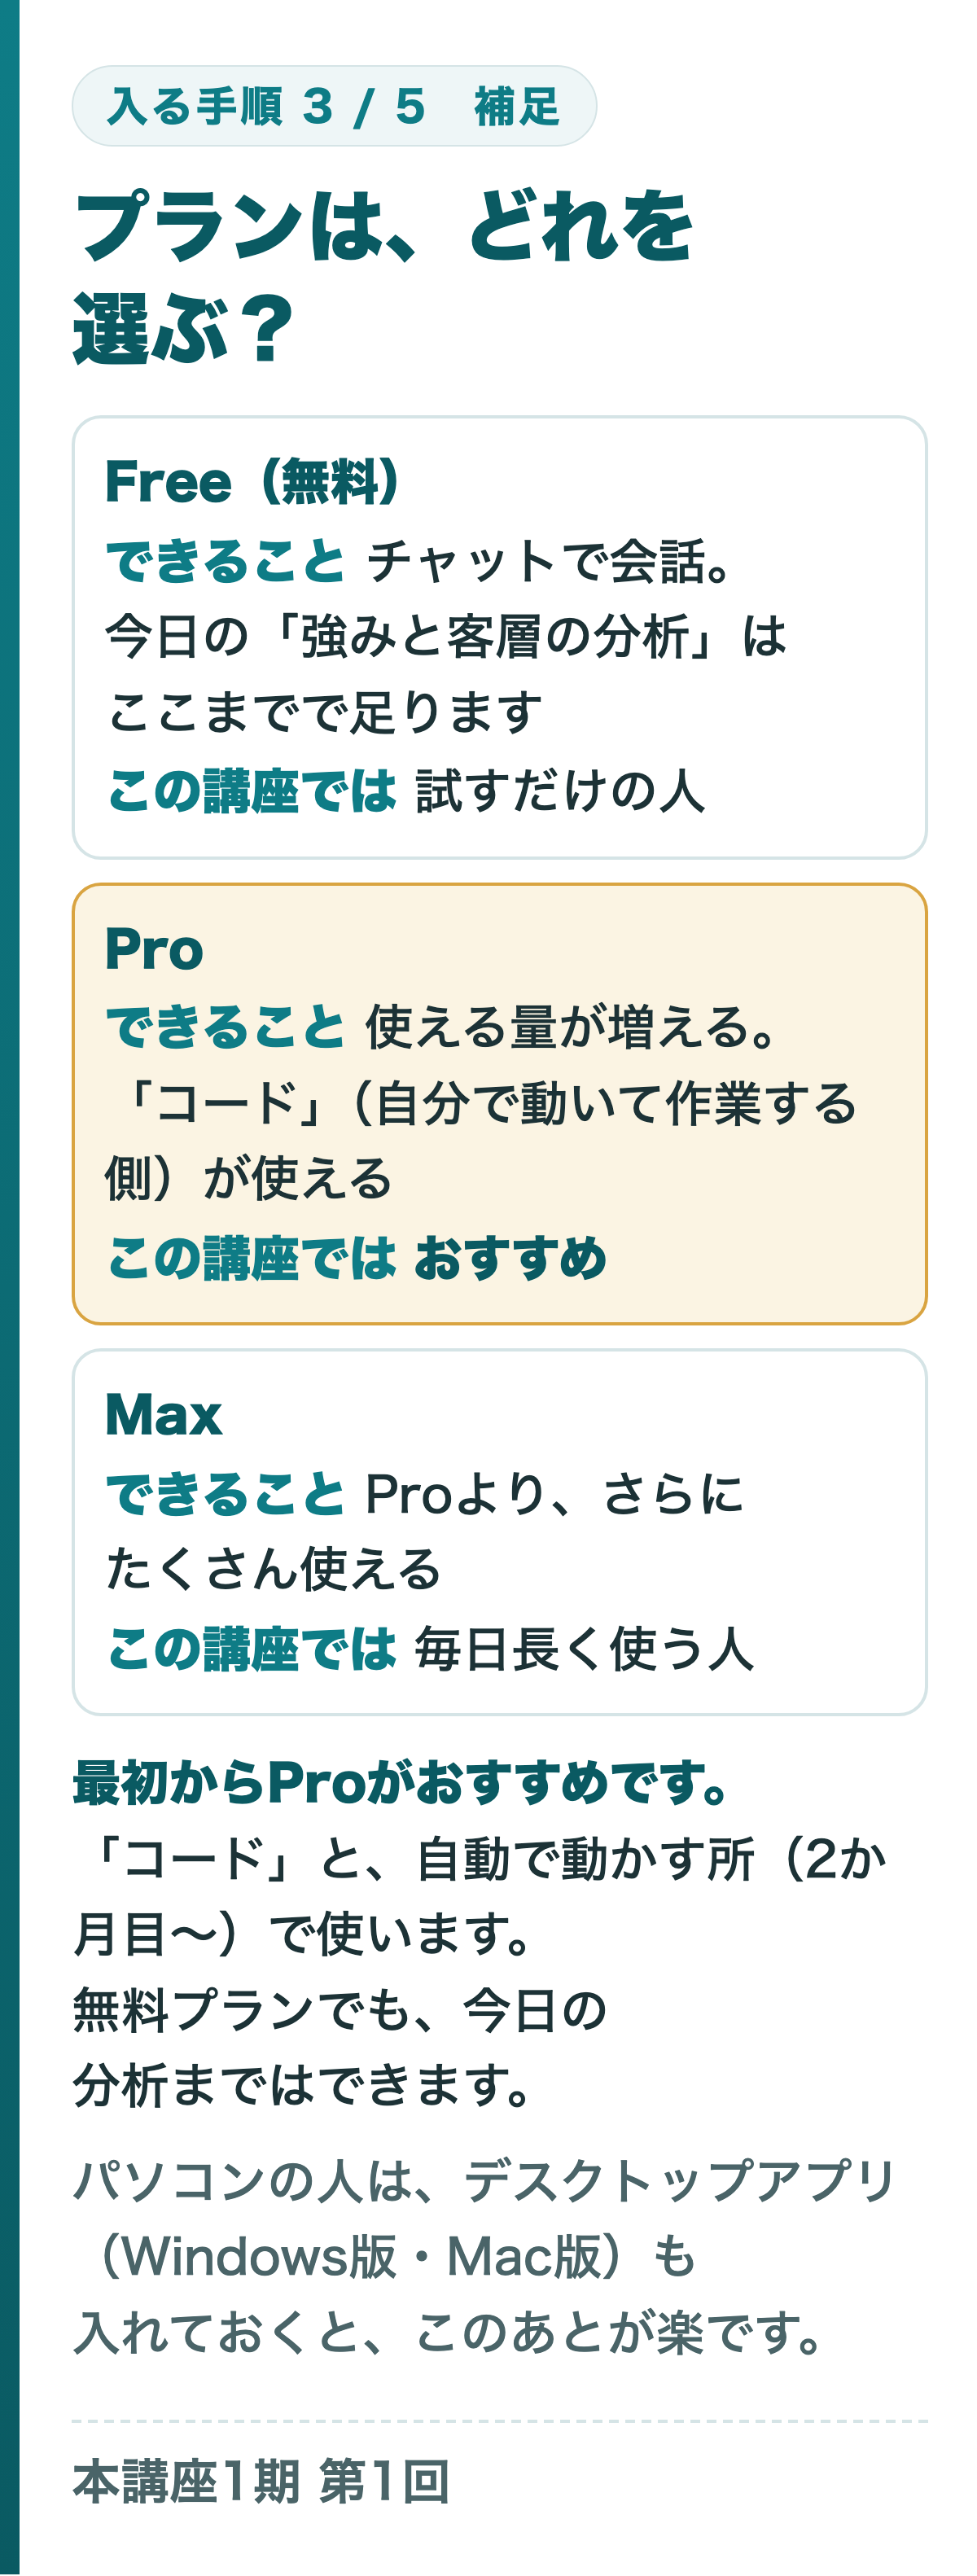 入る手順 3 / 5　補足
プランは、どれを
選ぶ？
Free（無料）
できること チャットで会話。
今日の「強みと客層の分析」は
ここまでで足ります
この講座では 試すだけの人
Pro
できること 使える量が増える。
「コード」（自分で動いて作業する
側）が使える
この講座では おすすめ
Max
できること Proより、さらに
たくさん使える
この講座では 毎日長く使う人
最初からProがおすすめです。
「コード」と、自動で動かす所（2か
月目〜）で使います。
無料プランでも、今日の
分析まではできます。
パソコンの人は、デスクトップアプリ
（Windows版・Mac版）も
入れておくと、このあとが楽です。
本講座1期 第1回